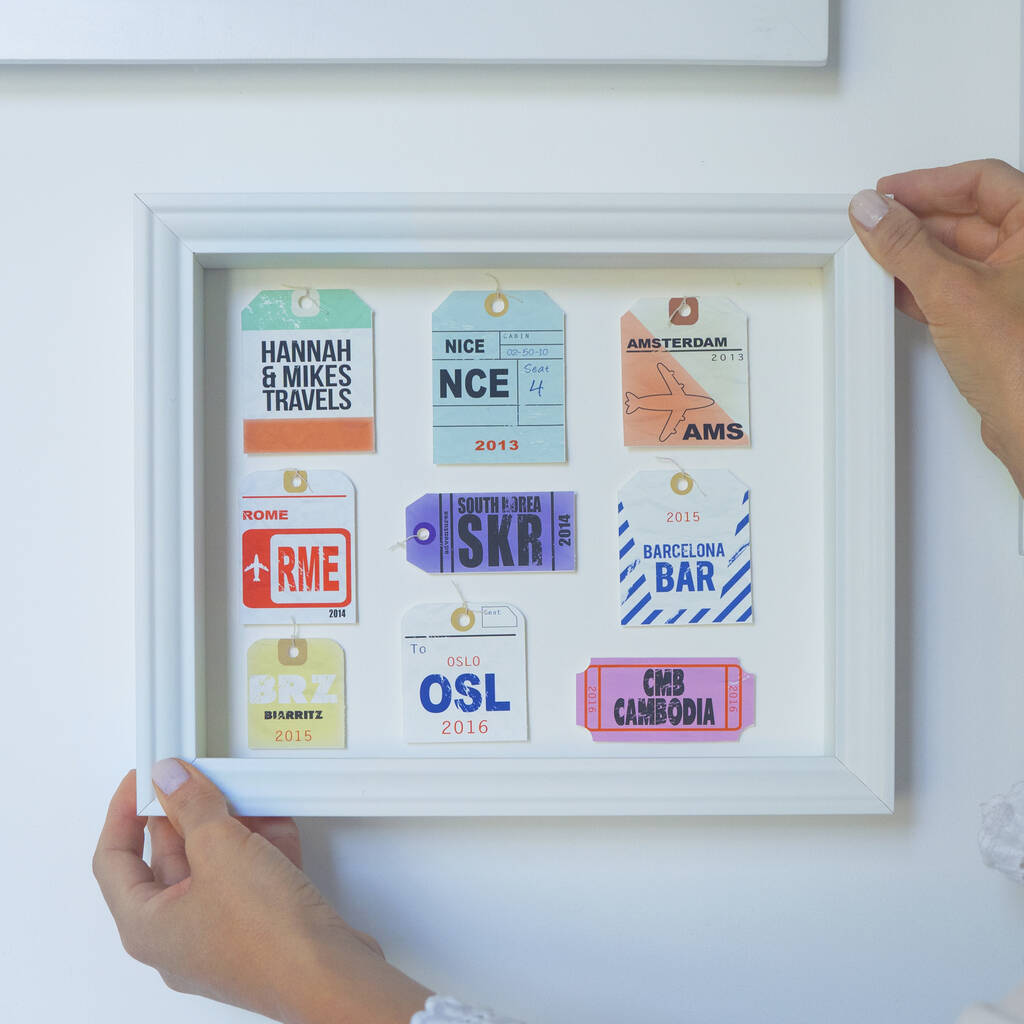 HANNAH
& MIKES
TRAVELS
NICE
CABIN
02-50-10
NCE
Seat
4
2013
AMSTERDAM
2013
AMS
ROME
RME
2014
SOUTH KOREA
SKR
2014
2015
BARCELONA
BAR
BRZ
BIARRITZ
2015
Seat
To
OSLO
OSL
2016
2016
CMB
CAMBODIA
2016